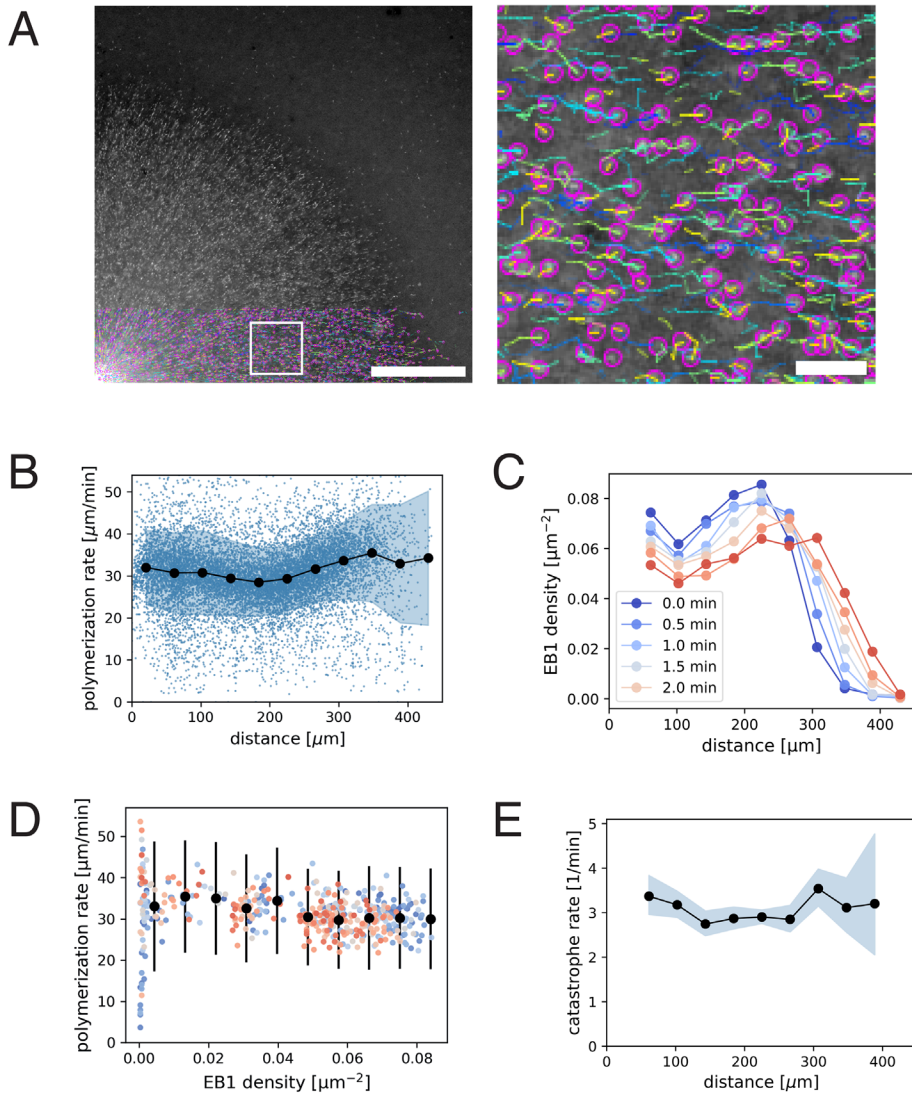 A
B
polymerization rate [μm/min]
50
40
30
20
10
0
0 100 200 300 400
distance [μm]
C
EB1 density [μm⁻²]
0.08
0.06
0.04
0.02
0.00
0.0 min
0.5 min
1.0 min
1.5 min
2.0 min
0 100 200 300 400
distance [μm]
D
polymerization rate [μm/min]
50
40
30
20
10
0
0.00 0.02 0.04 0.06 0.08
EB1 density [μm⁻²]
E
catastrophe rate [1/min]
5
4
3
2
1
0
0 100 200 300 400
distance [μm]